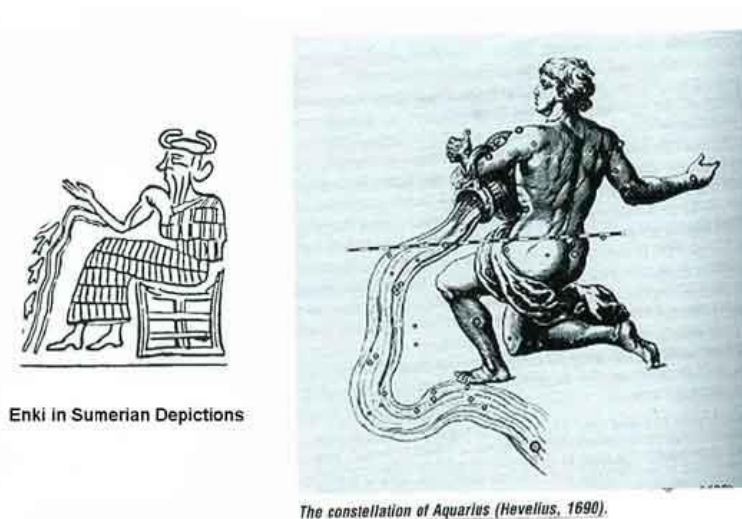 Enki in Sumerian Depictions
The constellation of Aquarius (Hevelius, 1690).